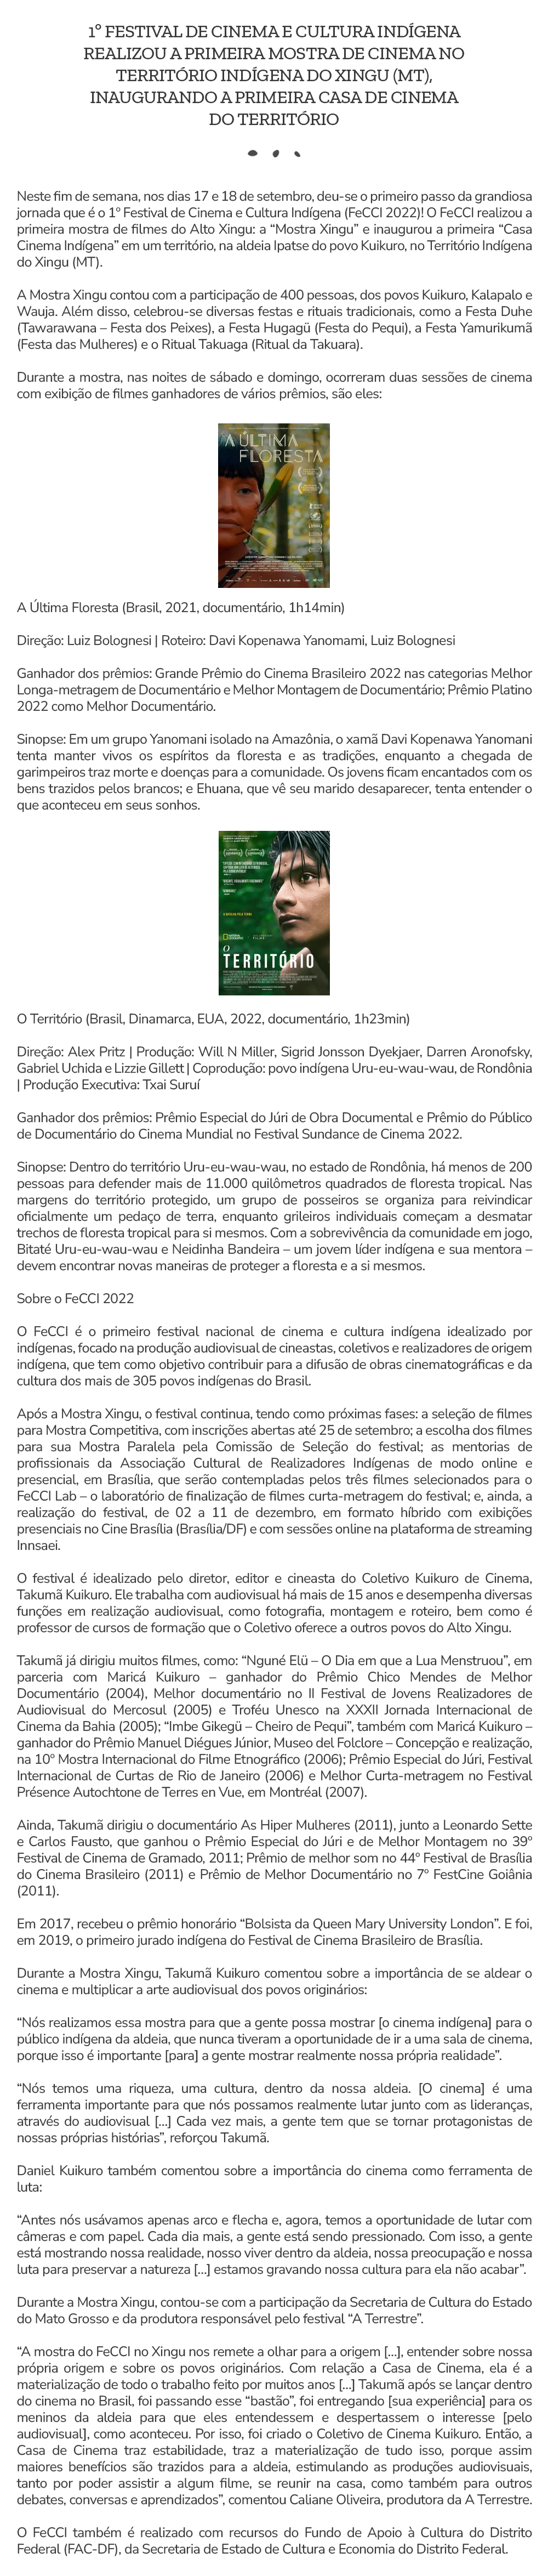 1º FESTIVAL DE CINEMA E CULTURA INDÍGENA
REALIZOU A PRIMEIRA MOSTRA DE CINEMA NO
TERRITÓRIO INDÍGENA DO XINGU (MT),
INAUGURANDO A PRIMEIRA CASA DE CINEMA
DO TERRITÓRIO
Neste fim de semana, nos dias 17 e 18 de setembro, deu-se o primeiro passo da grandiosa
jornada que é o 1º Festival de Cinema e Cultura Indígena (FeCCI 2022)! O FeCCI realizou a
primeira mostra de filmes do Alto Xingu: a “Mostra Xingu” e inaugurou a primeira “Casa
Cinema Indígena” em um território, na aldeia Ipatse do povo Kuikuro, no Território Indígena
do Xingu (MT).
A Mostra Xingu contou com a participação de 400 pessoas, dos povos Kuikuro, Kalapalo e
Wauja. Além disso, celebrou-se diversas festas e rituais tradicionais, como a Festa Duhe
(Tawarawana – Festa dos Peixes), a Festa Hugagü (Festa do Pequi), a Festa Yamurikumã
(Festa das Mulheres) e o Ritual Takuaga (Ritual da Takuara).
Durante a mostra, nas noites de sábado e domingo, ocorreram duas sessões de cinema
com exibição de filmes ganhadores de vários prêmios, são eles:
A ÚLTIMA
FLORESTA
A Última Floresta (Brasil, 2021, documentário, 1h14min)
Direção: Luiz Bolognesi | Roteiro: Davi Kopenawa Yanomami, Luiz Bolognesi
Ganhador dos prêmios: Grande Prêmio do Cinema Brasileiro 2022 nas categorias Melhor
Longa-metragem de Documentário e Melhor Montagem de Documentário; Prêmio Platino
2022 como Melhor Documentário.
Sinopse: Em um grupo Yanomani isolado na Amazônia, o xamã Davi Kopenawa Yanomani
tenta manter vivos os espíritos da floresta e as tradições, enquanto a chegada de
garimpeiros traz morte e doenças para a comunidade. Os jovens ficam encantados com os
bens trazidos pelos brancos; e Ehuana, que vê seu marido desaparecer, tenta entender o
que aconteceu em seus sonhos.
O
TERRITÓRIO
O Território (Brasil, Dinamarca, EUA, 2022, documentário, 1h23min)
Direção: Alex Pritz | Produção: Will N Miller, Sigrid Jonsson Dyekjaer, Darren Aronofsky,
Gabriel Uchida e Lizzie Gillett | Coprodução: povo indígena Uru-eu-wau-wau, de Rondônia
| Produção Executiva: Txai Suruí
Ganhador dos prêmios: Prêmio Especial do Júri de Obra Documental e Prêmio do Público
de Documentário do Cinema Mundial no Festival Sundance de Cinema 2022.
Sinopse: Dentro do território Uru-eu-wau-wau, no estado de Rondônia, há menos de 200
pessoas para defender mais de 11.000 quilômetros quadrados de floresta tropical. Nas
margens do território protegido, um grupo de posseiros se organiza para reivindicar
oficialmente um pedaço de terra, enquanto grileiros individuais começam a desmatar
trechos de floresta tropical para si mesmos. Com a sobrevivência da comunidade em jogo,
Bitaté Uru-eu-wau-wau e Neidinha Bandeira – um jovem líder indígena e sua mentora –
devem encontrar novas maneiras de proteger a floresta e a si mesmos.
Sobre o FeCCI 2022
O FeCCI é o primeiro festival nacional de cinema e cultura indígena idealizado por
indígenas, focado na produção audiovisual de cineastas, coletivos e realizadores de origem
indígena, que tem como objetivo contribuir para a difusão de obras cinematográficas e da
cultura dos mais de 305 povos indígenas do Brasil.
Após a Mostra Xingu, o festival continua, tendo como próximas fases: a seleção de filmes
para Mostra Competitiva, com inscrições abertas até 25 de setembro; a escolha dos filmes
para sua Mostra Paralela pela Comissão de Seleção do festival; as mentorias de
profissionais da Associação Cultural de Realizadores Indígenas de modo online e
presencial, em Brasília, que serão contempladas pelos três filmes selecionados para o
FeCCI Lab – o laboratório de finalização de filmes curta-metragem do festival; e, ainda, a
realização do festival, de 02 a 11 de dezembro, em formato híbrido com exibições
presenciais no Cine Brasília (Brasília/DF) e com sessões online na plataforma de streaming
Innsaei.
O festival é idealizado pelo diretor, editor e cineasta do Coletivo Kuikuro de Cinema,
Takumã Kuikuro. Ele trabalha com audiovisual há mais de 15 anos e desempenha diversas
funções em realização audiovisual, como fotografia, montagem e roteiro, bem como é
professor de cursos de formação que o Coletivo oferece a outros povos do Alto Xingu.
Takumã já dirigiu muitos filmes, como: “Nguné Elü – O Dia em que a Lua Menstruou”, em
parceria com Maricá Kuikuro – ganhador do Prêmio Chico Mendes de Melhor
Documentário (2004), Melhor documentário no II Festival de Jovens Realizadores de
Audiovisual do Mercosul (2005) e Troféu Unesco na XXXII Jornada Internacional de
Cinema da Bahia (2005); “Imbe Gikegü – Cheiro de Pequi”, também com Maricá Kuikuro –
ganhador do Prêmio Manuel Diégues Júnior, Museo del Folclore – Concepção e realização,
na 10º Mostra Internacional do Filme Etnográfico (2006); Prêmio Especial do Júri, Festival
Internacional de Curtas de Rio de Janeiro (2006) e Melhor Curta-metragem no Festival
Présence Autochtone de Terres en Vue, em Montréal (2007).
Ainda, Takumã dirigiu o documentário As Hiper Mulheres (2011), junto a Leonardo Sette
e Carlos Fausto, que ganhou o Prêmio Especial do Júri e de Melhor Montagem no 39º
Festival de Cinema de Gramado, 2011; Prêmio de melhor som no 44º Festival de Brasília
do Cinema Brasileiro (2011) e Prêmio de Melhor Documentário no 7º FestCine Goiânia
(2011).
Em 2017, recebeu o prêmio honorário “Bolsista da Queen Mary University London”. E foi,
em 2019, o primeiro jurado indígena do Festival de Cinema Brasileiro de Brasília.
Durante a Mostra Xingu, Takumã Kuikuro comentou sobre a importância de se aldear o
cinema e multiplicar a arte audiovisual dos povos originários:
“Nós realizamos essa mostra para que a gente possa mostrar [o cinema indígena] para o
público indígena da aldeia, que nunca tiveram a oportunidade de ir a uma sala de cinema,
porque isso é importante [para] a gente mostrar realmente nossa própria realidade”.
“Nós temos uma riqueza, uma cultura, dentro da nossa aldeia. [O cinema] é uma
ferramenta importante para que nós possamos realmente lutar junto com as lideranças,
através do audiovisual [...] Cada vez mais, a gente tem que se tornar protagonistas de
nossas próprias histórias”, reforçou Takumã.
Daniel Kuikuro também comentou sobre a importância do cinema como ferramenta de
luta:
“Antes nós usávamos apenas arco e flecha e, agora, temos a oportunidade de lutar com
câmeras e com papel. Cada dia mais, a gente está sendo pressionado. Com isso, a gente
está mostrando nossa realidade, nosso viver dentro da aldeia, nossa preocupação e nossa
luta para preservar a natureza [...] estamos gravando nossa cultura para ela não acabar”.
Durante a Mostra Xingu, contou-se com a participação da Secretaria de Cultura do Estado
do Mato Grosso e da produtora responsável pelo festival “A Terrestre”.
“A mostra do FeCCI no Xingu nos remete a olhar para a origem [...], entender sobre nossa
própria origem e sobre os povos originários. Com relação a Casa de Cinema, ela é a
materialização de todo o trabalho feito por muitos anos [...] Takumã após se lançar dentro
do cinema no Brasil, foi passando esse “bastão”, foi entregando [sua experiência] para os
meninos da aldeia para que eles entendessem e despertassem o interesse [pelo
audiovisual], como aconteceu. Por isso, foi criado o Coletivo de Cinema Kuikuro. Então, a
Casa de Cinema traz estabilidade, traz a materialização de tudo isso, porque assim
maiores benefícios são trazidos para a aldeia, estimulando as produções audiovisuais,
tanto por poder assistir a algum filme, se reunir na casa, como também para outros
debates, conversas e aprendizados”, comentou Caliane Oliveira, produtora da A Terrestre.
O FeCCI também é realizado com recursos do Fundo de Apoio à Cultura do Distrito
Federal (FAC-DF), da Secretaria de Estado de Cultura e Economia do Distrito Federal.